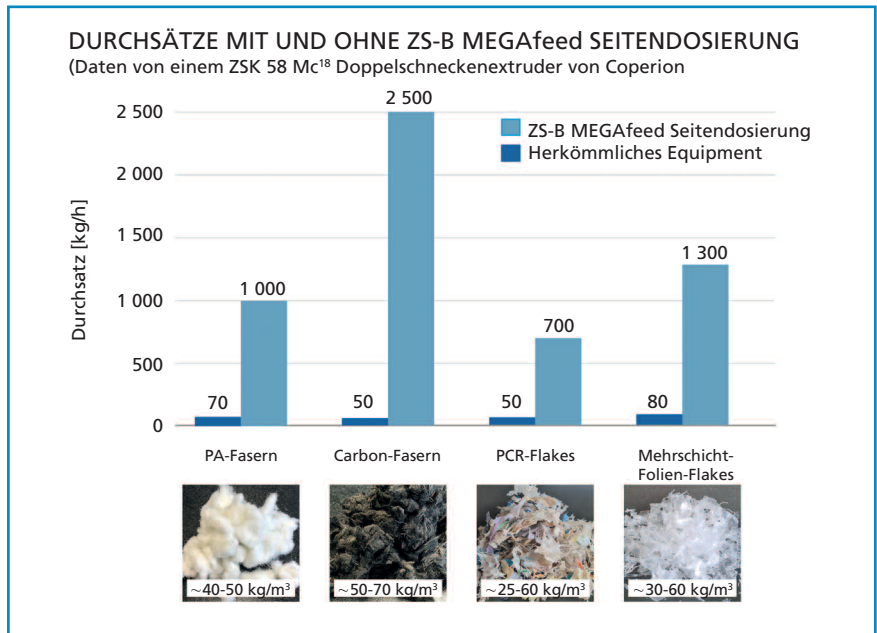 DURCHSÄTZE MIT UND OHNE ZS-B MEGAfeed SEITENDOSIERUNG
(Daten von einem ZSK 58 Mc¹⁸ Doppelschneckenextruder von Coperion
ZS-B MEGAfeed Seitendosierung
Herkömmliches Equipment
Durchsatz [kg/h]
2 500
2 000
1 500
1 000
500
0
70
1 000
50
2 500
50
700
80
1 300
PA-Fasern
Carbon-Fasern
PCR-Flakes
Mehrschicht-
Folien-Flakes
~40-50 kg/m³
~50-70 kg/m³
~25-60 kg/m³
~30-60 kg/m³